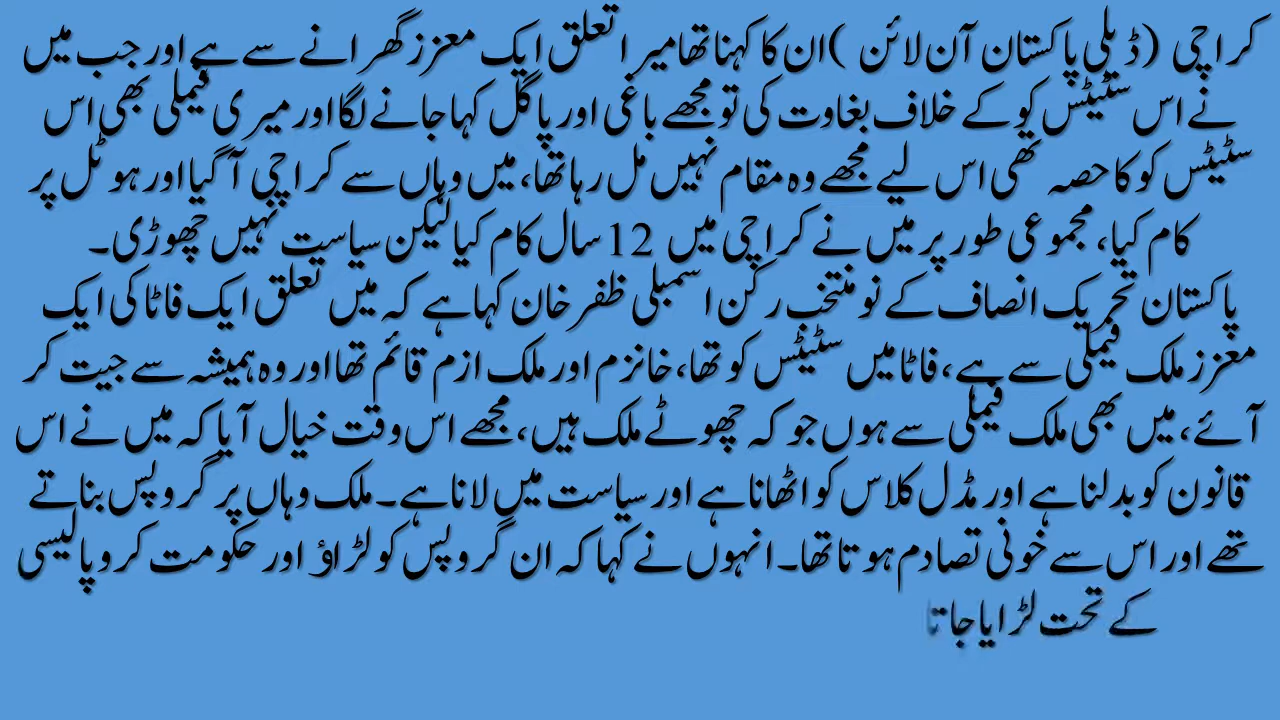 کراچی (ڈیلی پاکستان آن لائن )ان کا کہنا تھا میر ا تعلق ایک معزز گھر انے سے ہے اور جب میں
نے اس سٹیٹس کو کے خلاف بغاوت کی تو مجھے باغی اور پاگل کہا جانے لگا اور میر ی فیملی بھی اس
سٹیٹس کو کا حصہ تھی اس لیے مجھے وہ مقام نہیں مل رہا تھا، میں وہاں سے کراچی آ گیا اور ہو ٹل پر
کام کیا، مجموعی طور پر میں نے کراچی میں 12 سال کام کیا لیکن سیاست نہیں چھوڑی۔
پاکستان تحریک انصاف کے نو منتخب رکن اسمبلی ظفر خان کہا ہے کہ میں تعلق ایک فاٹا کی ایک
معزز ملک فیملی سے ہے، فاٹا میں سٹیٹس کو تھا، خانزم اور ملک ازم قائم تھا اور وہ ہمیشہ سے جیت کر
آئے، میں بھی ملک فیملی سے ہوں جو کہ چھوٹے ملک ہیں، مجھے اس وقت خیال آیا کہ میں نے اس
قانون کو بدلنا ہے اور مڈل کلاس کو اٹھانا ہے اور سیاست میں لانا ہے۔ ملک وہاں پر گروپس بناتے
تھے اور اس سے خونی تصادم ہو تا تھا۔ انہوں نے کہا کہ ان گروپس کو لڑاؤ اور حکومت کرو پالیسی
کے تحت لڑایا جاتا